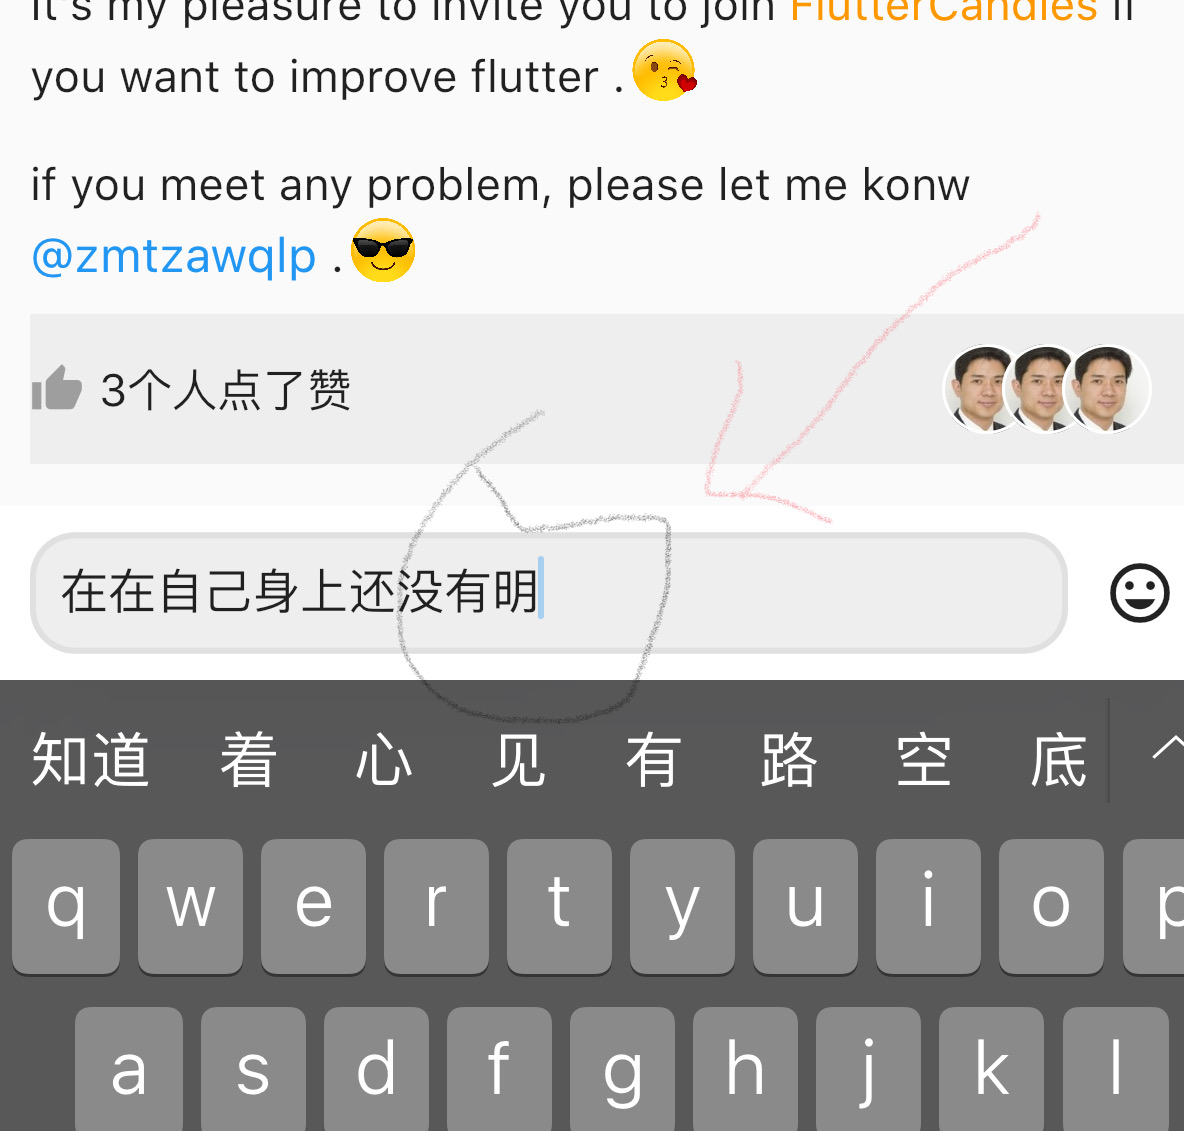 It's my pleasure to invite you to join FlutterCandies if
you want to improve flutter .
if you meet any problem, please let me konw
@zmtzawqlp .
3个人点了赞
在在自己身上还没有明
知道 着 心 见 有 路 空 底
q w e r t y u i o p
a s d f g h j k l